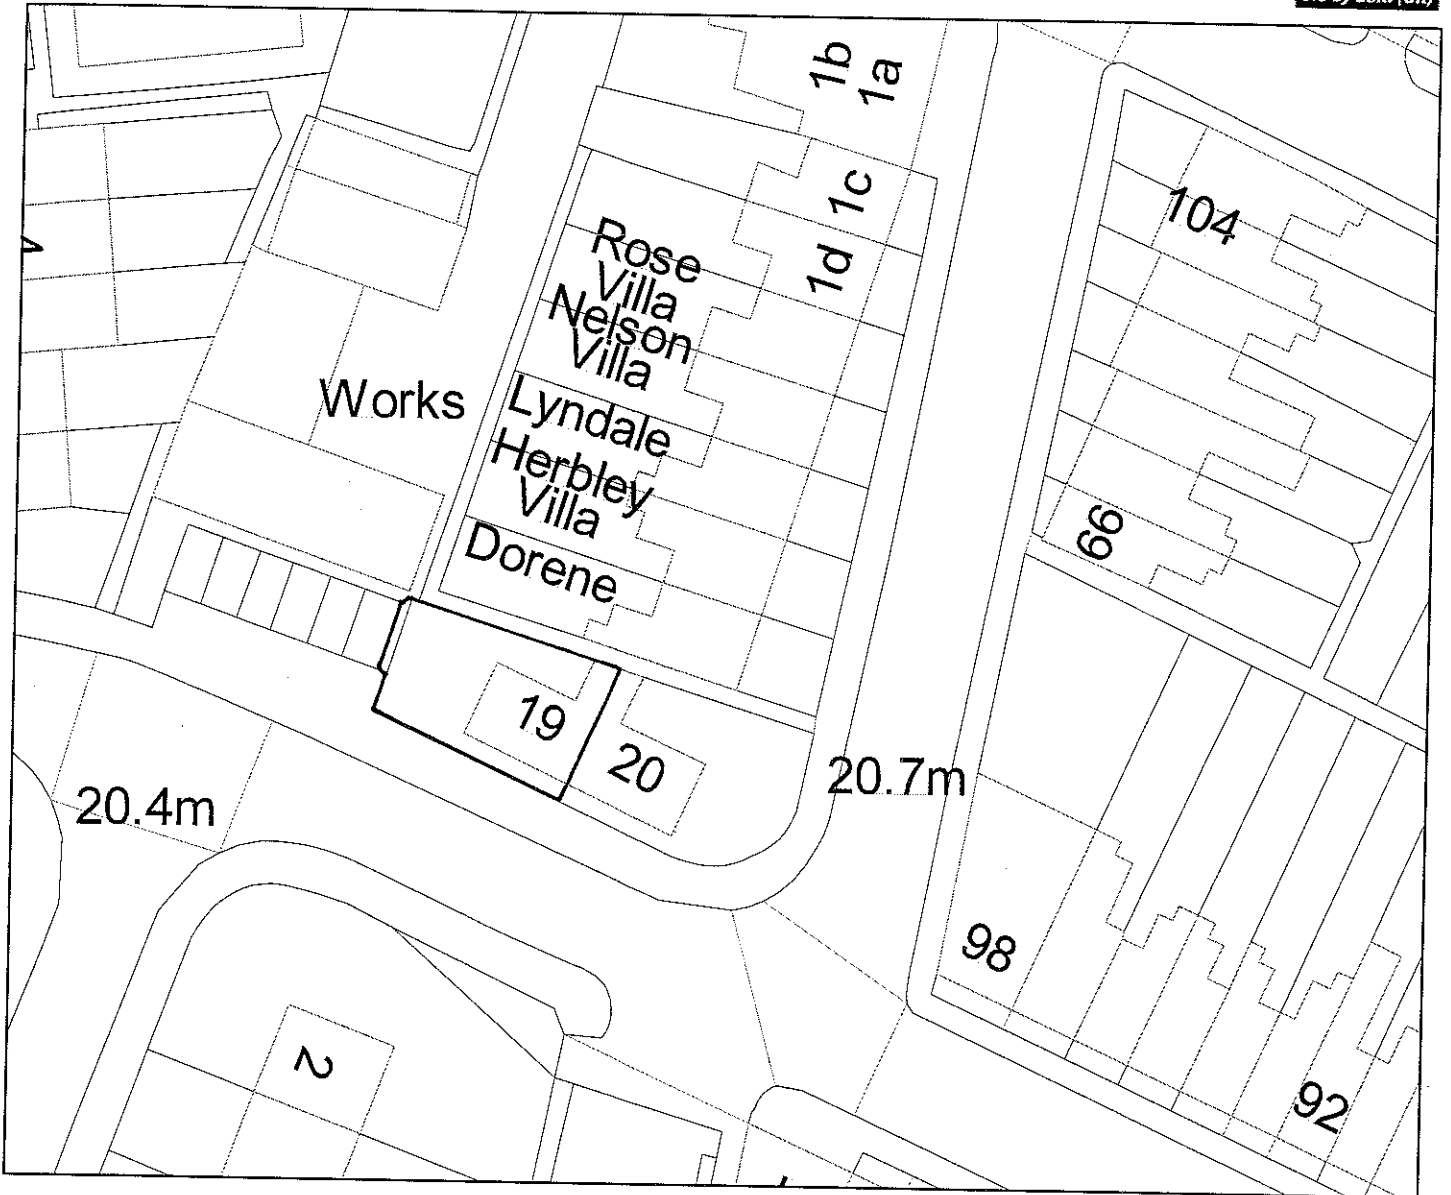 1b
1a
1c
1d
104
Rose
Villa
Nelson
Villa
Works
Lyndale
Herbley
Villa
Dorene
66
19
20
20.7m
20.4m
98
2
92